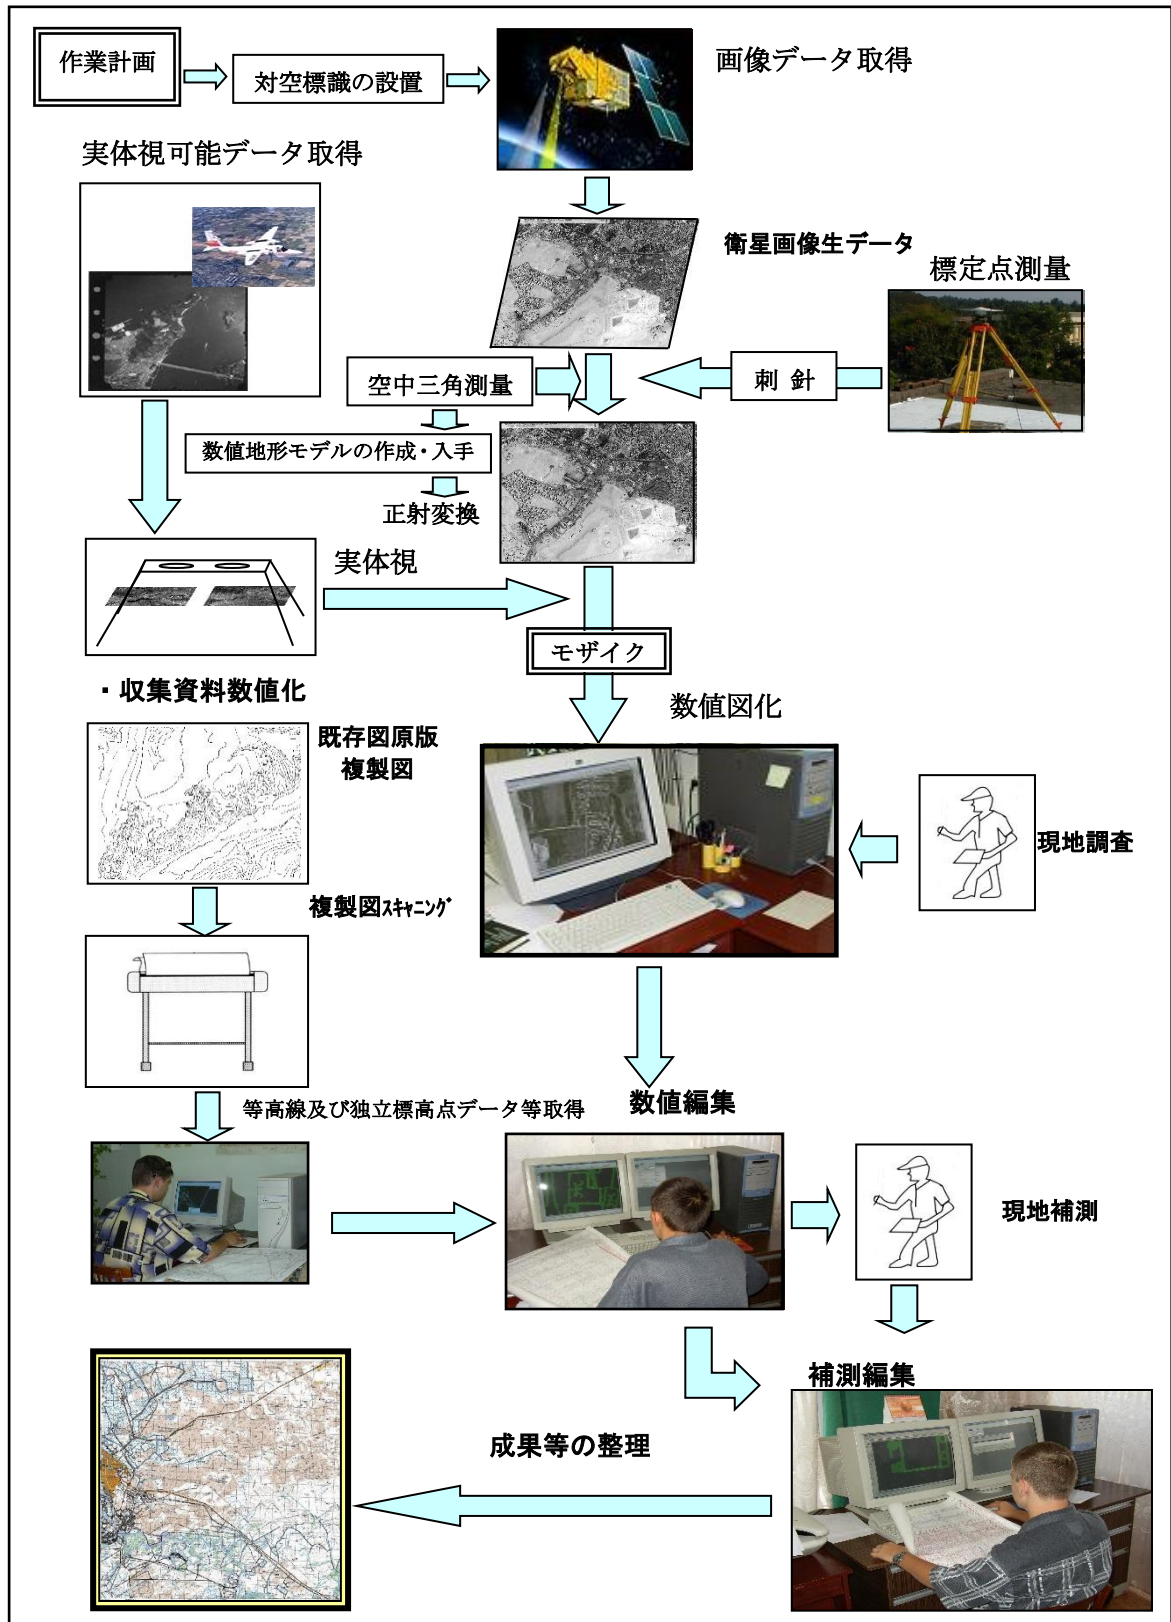 作業計画
対空標識の設置
画像データ取得
実体視可能データ取得
衛星画像生データ
標定点測量
空中三角測量
刺 針
数値地形モデルの作成・入手
正射変換
実体視
モザイク
・収集資料数値化
数値図化
既存図原版
複製図
現地調査
複製図ｽｷｬﾆﾝｸﾞ
等高線及び独立標高点データ等取得
数値編集
現地補測
補測編集
成果等の整理